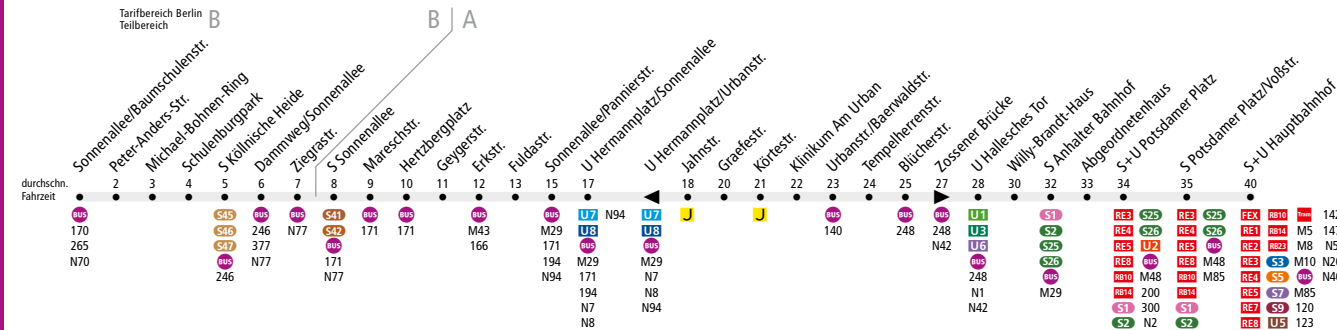 Tarifbereich Berlin
Teilbereich
B
B
A
Sonnenallee/Baumschulenstr.
Peter-Anders-Str.
Michael-Bohnen-Ring
Schulenburgpark
S Köllnische Heide
Dammweg/Sonnenallee
Ziegrastr.
S Sonnenallee
Mareschstr.
Hertzbergplatz
Geygerstr.
Erkstr.
Fuldastr.
Sonnenallee/Pannierstr.
U Hermannplatz/Sonnenallee
U Hermannplatz/Urbanstr.
Jahnstr.
Graefestr.
Körtestr.
Klinikum Am Urban
Urbanstr./Baerwaldstr.
Tempelherrenstr.
Blücherstr.
Zossener Brücke
U Hallesches Tor
Willy-Brandt-Haus
S Anhalter Bahnhof
Abgeordnetenhaus
S+U Potsdamer Platz
S Potsdamer Platz/Voßstr.
S+U Hauptbahnhof
durchschn.
Fahrzeit
2 3 4 5 6 7 8 9 10 11 12 13 15 17 18 20 21 22 23 24 25 27 28 30 32 33 34 35 40
BUS
170
265
N70
S45
S46
S47
BUS
246
BUS
246
377
N77
BUS
N77
S41
S42
BUS
171
N77
BUS
171
BUS
171
BUS
M43
166
BUS
M29
171
194
N94
U7 N94
U8
BUS
M29
171
194
N7
N8
U7
U8
BUS
M29
N7
N8
N94
J
J
BUS
140
BUS
248
BUS
248
N42
U1
U3
U6
BUS
248
N1
N42
S1
S2
S25
S26
BUS
M29
RE3 S25
RE4 S26
RE5 U2
RE8 BUS
RB10 M48
RB14 200
S1 300
S2 N2
RE3 S25
RE4 S26
RE5 BUS
RE8 M48
RB10 M85
RB14
S1
S2
FEX RB10 Tram 142
RE1 RB14 M5 147
RE2 RB23 M8 N5
RE3 S3 M10 N20
RE4 S5 BUS N40
RE5 S7 M85
RE7 S9 120
RE8 U5 123